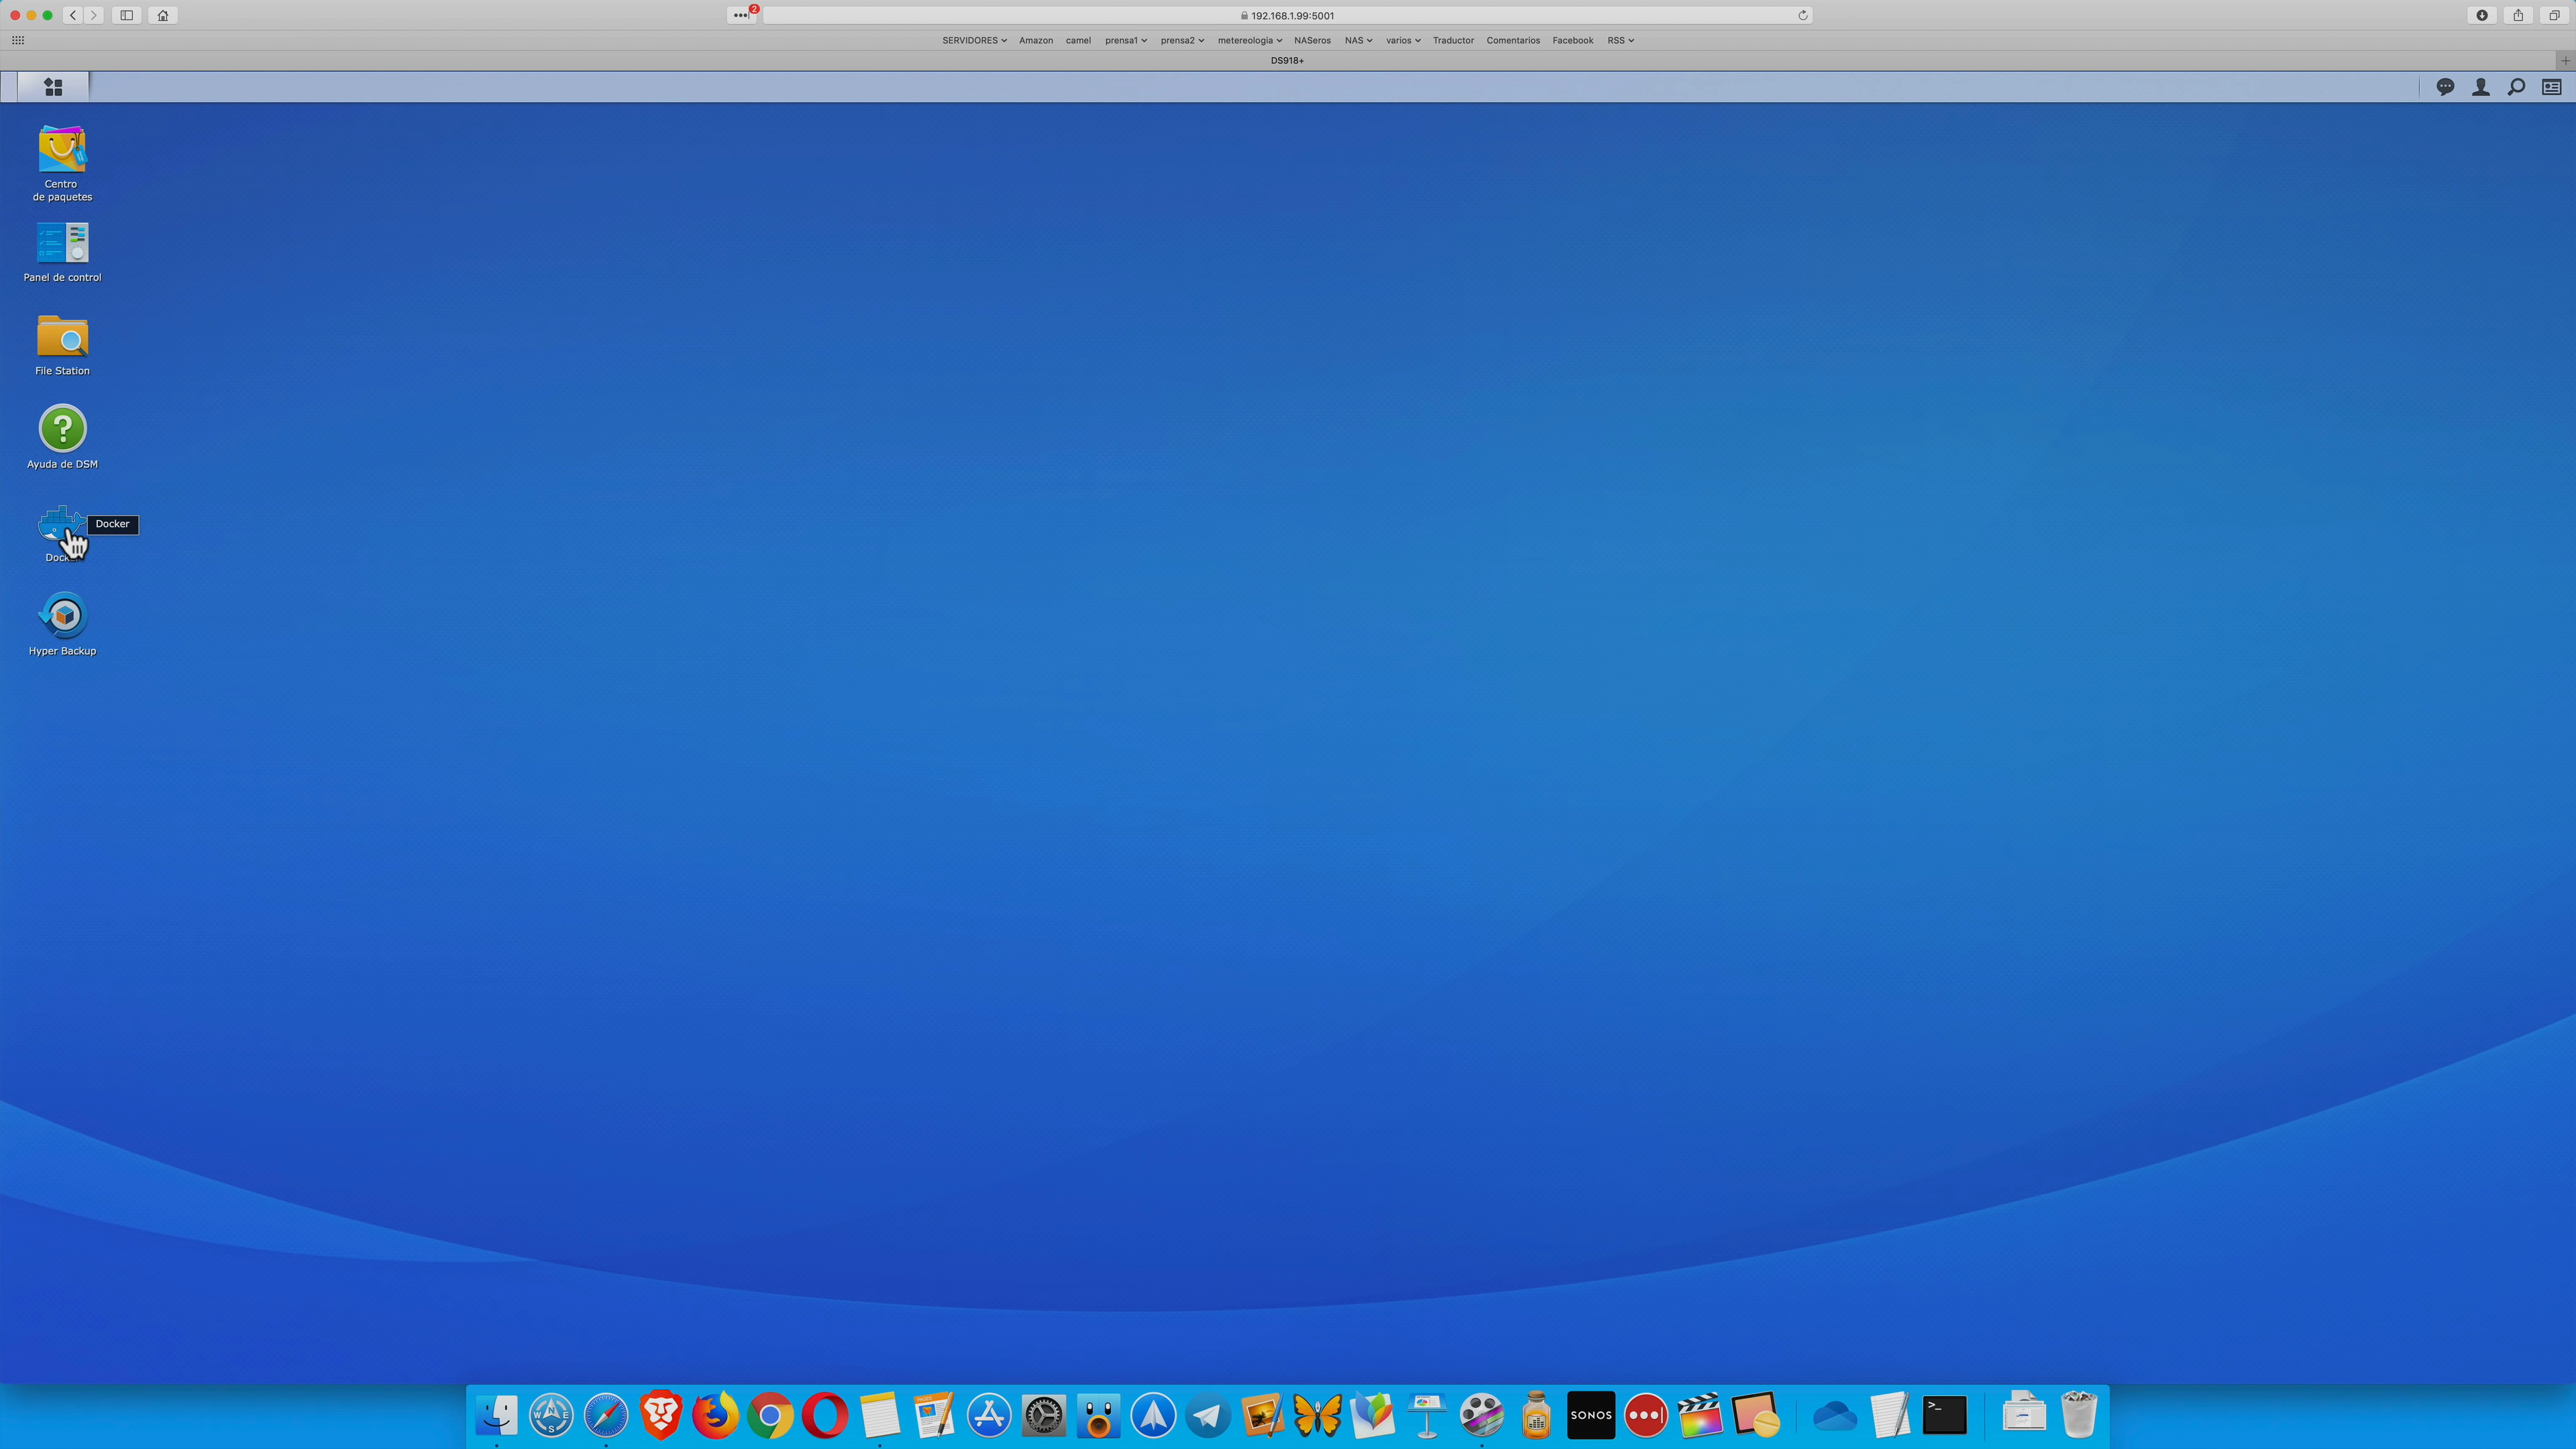 2
192.168.1.99:5001
SERVIDORES Amazon camel prensa1 prensa2 metereologia NASeros NAS varios Traductor Comentarios Facebook RSS
DS918+
Centro
de paquetes
Panel de control
File Station
Ayuda de DSM
Docker
Hyper Backup
SONOS